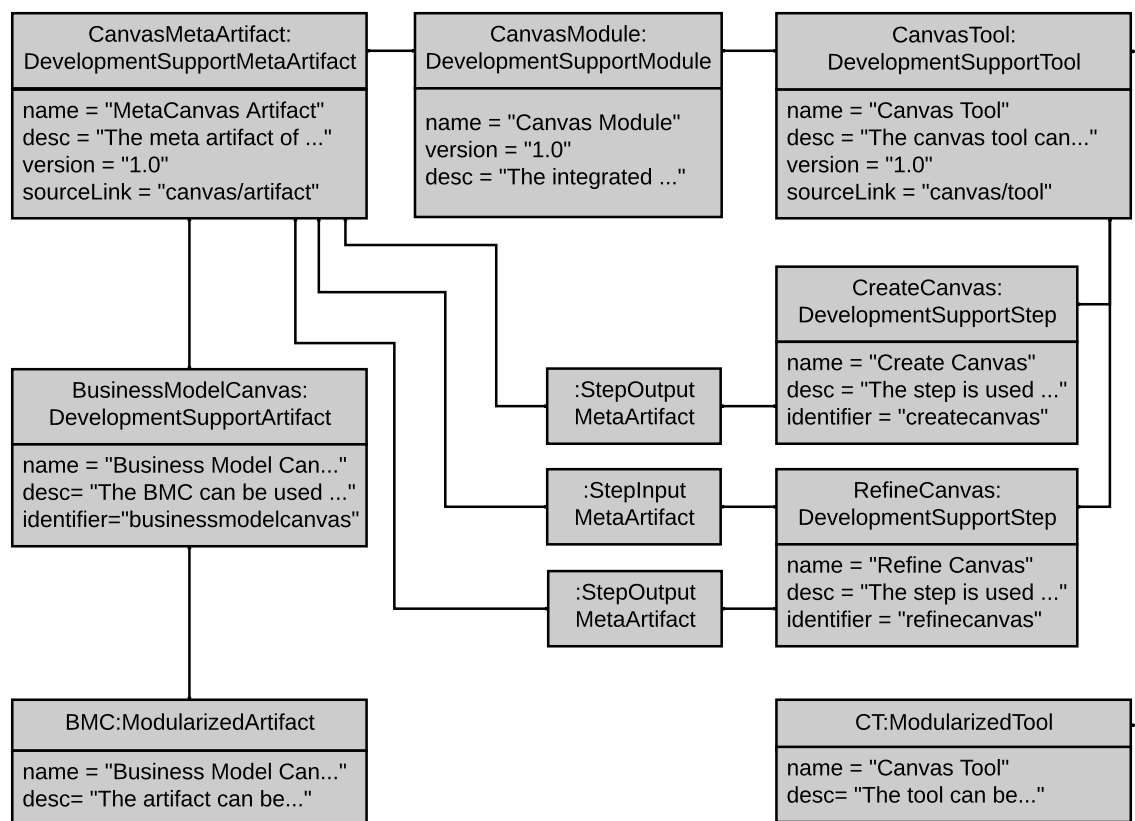 CanvasMetaArtifact:
DevelopmentSupportMetaArtifact
name = "MetaCanvas Artifact"
desc = "The meta artifact of ..."
version = "1.0"
sourceLink = "canvas/artifact"
CanvasModule:
DevelopmentSupportModule
name = "Canvas Module"
version = "1.0"
desc = "The integrated ..."
CanvasTool:
DevelopmentSupportTool
name = "Canvas Tool"
desc = "The canvas tool can..."
version = "1.0"
sourceLink = "canvas/tool"
CreateCanvas:
DevelopmentSupportStep
name = "Create Canvas"
desc = "The step is used ..."
identifier = "createcanvas"
BusinessModelCanvas:
DevelopmentSupportArtifact
name = "Business Model Can..."
desc= "The BMC can be used ..."
identifier="businessmodelcanvas"
:StepOutput
MetaArtifact
:StepInput
MetaArtifact
:StepOutput
MetaArtifact
RefineCanvas:
DevelopmentSupportStep
name = "Refine Canvas"
desc = "The step is used ..."
identifier = "refinecanvas"
BMC:ModularizedArtifact
name = "Business Model Can..."
desc= "The artifact can be..."
CT:ModularizedTool
name = "Canvas Tool"
desc= "The tool can be..."